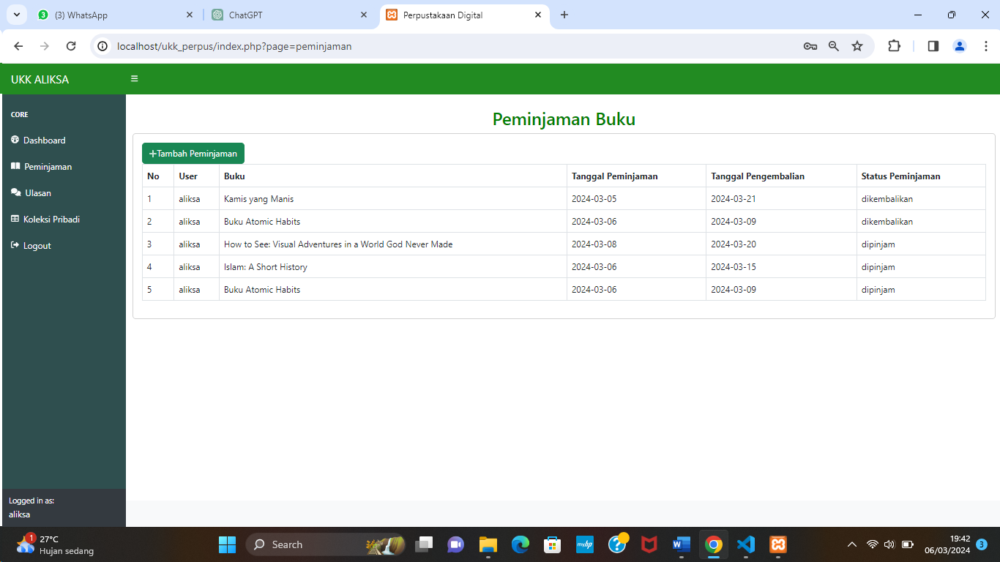 (3) WhatsApp
ChatGPT
Perpustakaan Digital
localhost/ukk_perpus/index.php?page=peminjaman
UKK ALIKSA
CORE
Dashboard
Peminjaman
Ulasan
Koleksi Pribadi
Logout
Logged in as:
aliksa
Peminjaman Buku
+Tambah Peminjaman
No User Buku Tanggal Peminjaman Tanggal Pengembalian Status Peminjaman
1 aliksa Kamis yang Manis 2024-03-05 2024-03-21 dikembalikan
2 aliksa Buku Atomic Habits 2024-03-06 2024-03-09 dikembalikan
3 aliksa How to See: Visual Adventures in a World God Never Made 2024-03-08 2024-03-20 dipinjam
4 aliksa Islam: A Short History 2024-03-06 2024-03-15 dipinjam
5 aliksa Buku Atomic Habits 2024-03-06 2024-03-09 dipinjam
1
27°C
Hujan sedang
Search
myhp
19:42
06/03/2024
3